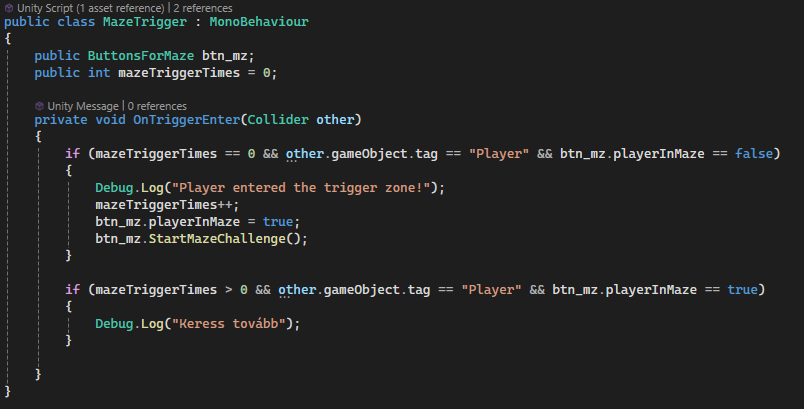 Unity Script (1 asset reference) | 2 references
public class MazeTrigger : MonoBehaviour
{
    public ButtonsForMaze btn_mz;
    public int mazeTriggerTimes = 0;

    Unity Message | 0 references
    private void OnTriggerEnter(Collider other)
    {
        if (mazeTriggerTimes == 0 && other.gameObject.tag == "Player" && btn_mz.playerInMaze == false)
        {
            Debug.Log("Player entered the trigger zone!");
            mazeTriggerTimes++;
            btn_mz.playerInMaze = true;
            btn_mz.StartMazeChallenge();
        }

        if (mazeTriggerTimes > 0 && other.gameObject.tag == "Player" && btn_mz.playerInMaze == true)
        {
            Debug.Log("Keress tovább");
        }

    }
}